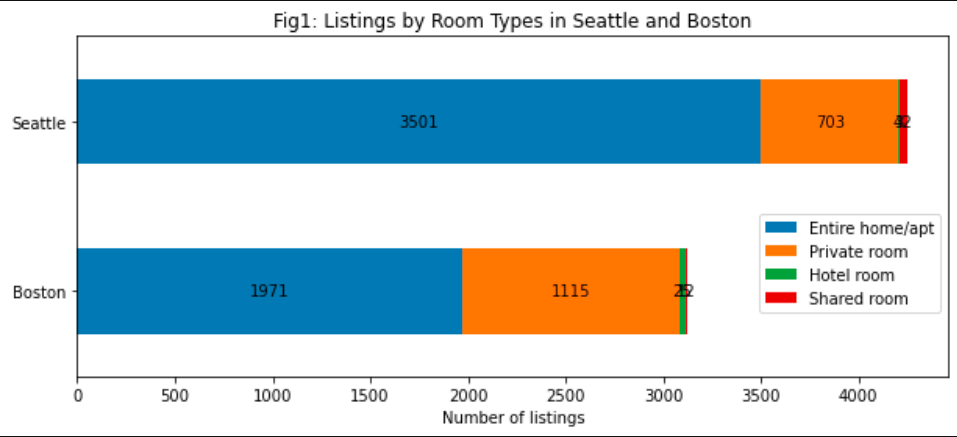 Fig1: Listings by Room Types in Seattle and Boston
Seattle
3501
703
Boston
1971
1115
Entire home/apt
Private room
Hotel room
Shared room
0 500 1000 1500 2000 2500 3000 3500 4000
Number of listings